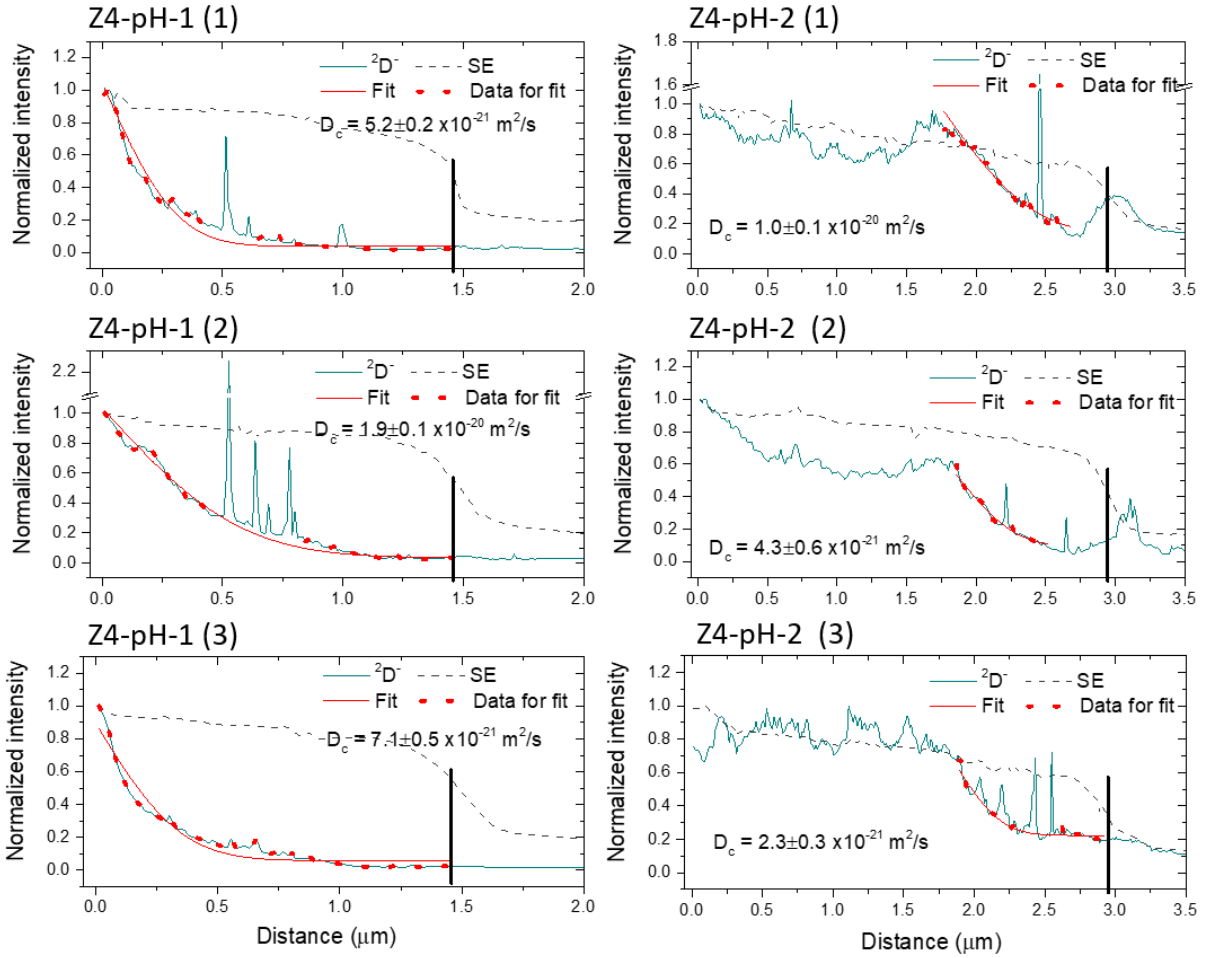 Z4-pH-1 (1)
1.2
1.0
0.8
0.6
0.4
0.2
0.0
Normalized intensity
²D⁻ SE
Fit Data for fit
D_c = 5.2±0.2 x10⁻²¹ m²/s
0.0 0.5 1.0 1.5 2.0
Z4-pH-2 (1)
1.8
1.6
1.0
0.8
0.6
0.4
0.2
0.0
Normalized intensity
²D⁻ SE
Fit Data for fit
D_c = 1.0±0.1 x10⁻²⁰ m²/s
0.0 0.5 1.0 1.5 2.0 2.5 3.0 3.5
Z4-pH-1 (2)
2.2
1.0
0.8
0.6
0.4
0.2
0.0
Normalized intensity
²D⁻ SE
Fit Data for fit
D_c = 1.9±0.1 x10⁻²⁰ m²/s
0.0 0.5 1.0 1.5 2.0
Z4-pH-2 (2)
1.2
1.0
0.8
0.6
0.4
0.2
0.0
Normalized intensity
²D⁻ SE
Fit Data for fit
D_c = 4.3±0.6 x10⁻²¹ m²/s
0.0 0.5 1.0 1.5 2.0 2.5 3.0 3.5
Z4-pH-1 (3)
1.2
1.0
0.8
0.6
0.4
0.2
0.0
Normalized intensity
²D⁻ SE
Fit Data for fit
D_c = 7.1±0.5 x10⁻²¹ m²/s
0.0 0.5 1.0 1.5 2.0
Distance (μm)
Z4-pH-2 (3)
1.2
1.0
0.8
0.6
0.4
0.2
0.0
Normalized intensity
²D⁻ SE
Fit Data for fit
D_c = 2.3±0.3 x10⁻²¹ m²/s
0.0 0.5 1.0 1.5 2.0 2.5 3.0 3.5
Distance (μm)